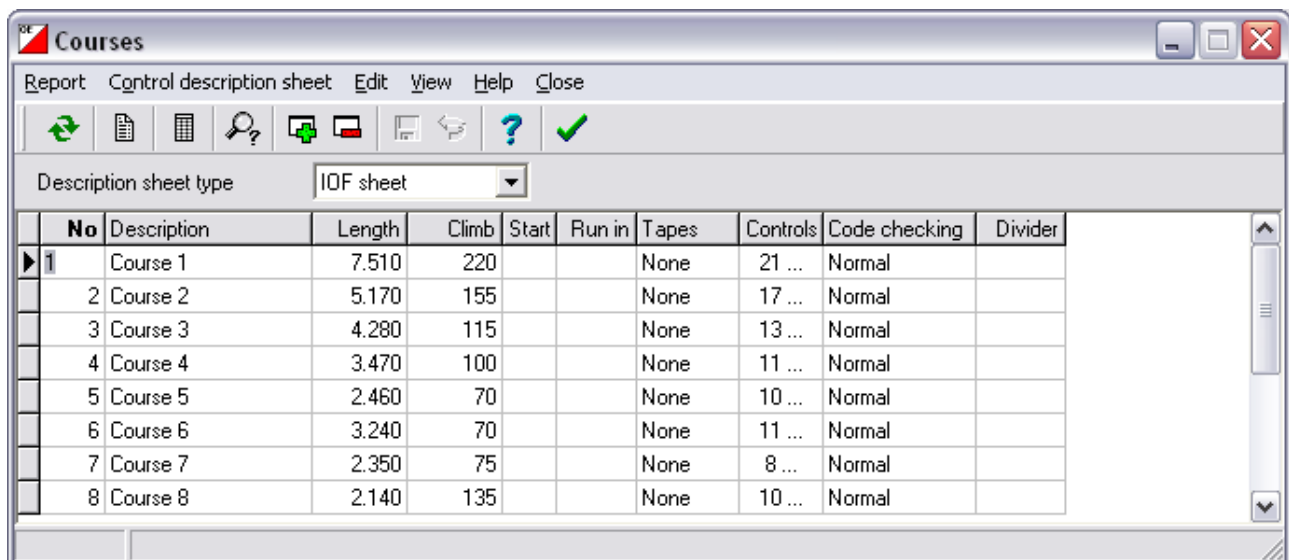 OE Courses
Report Control description sheet Edit View Help Close
Description sheet type IOF sheet
No Description Length Climb Start Run in Tapes Controls Code checking Divider
1 Course 1 7.510 220 None 21 ... Normal
2 Course 2 5.170 155 None 17 ... Normal
3 Course 3 4.280 115 None 13 ... Normal
4 Course 4 3.470 100 None 11 ... Normal
5 Course 5 2.460 70 None 10 ... Normal
6 Course 6 3.240 70 None 11 ... Normal
7 Course 7 2.350 75 None 8 ... Normal
8 Course 8 2.140 135 None 10 ... Normal